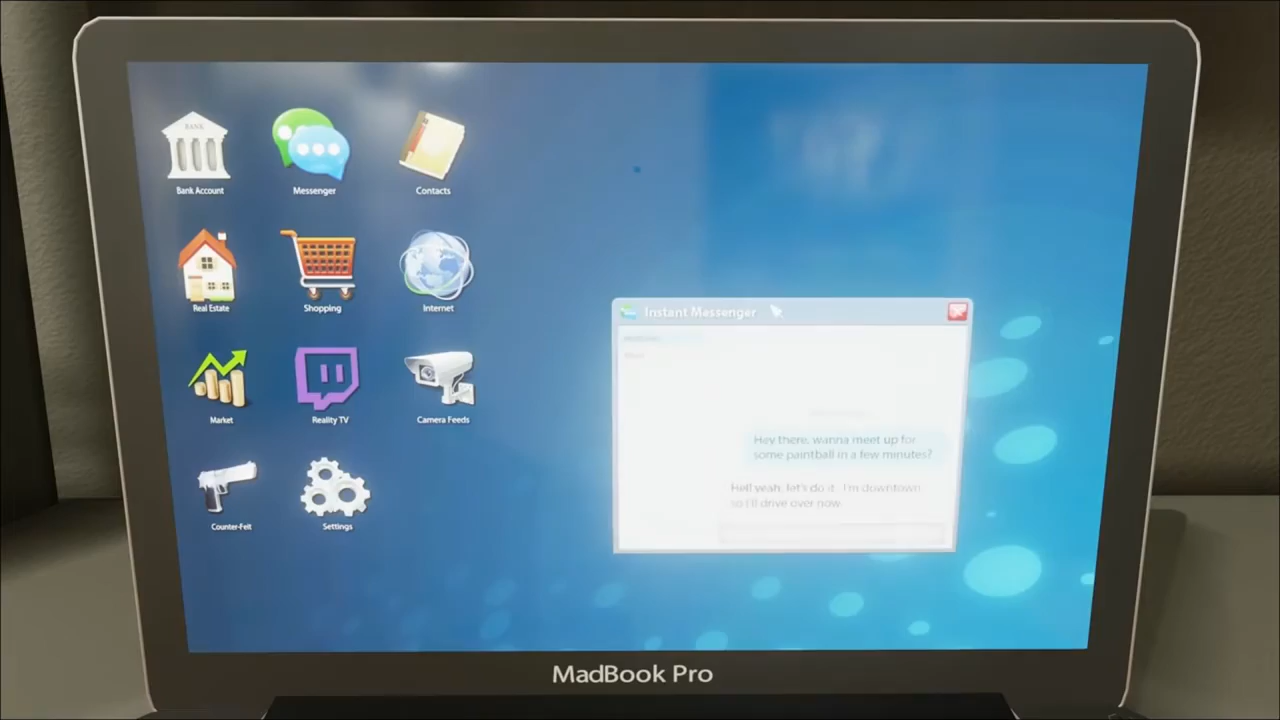 BANK
Bank Account
Messenger
Contacts
Real Estate
Shopping
Internet
Market
Reality TV
Camera Feeds
Counter-Feit
Settings
Instant Messenger
Hey there, wanna meet up for
some paintball in a few minutes?
Hell yeah, let's do it. I'm downtown
so I'll drive over now.
MadBook Pro